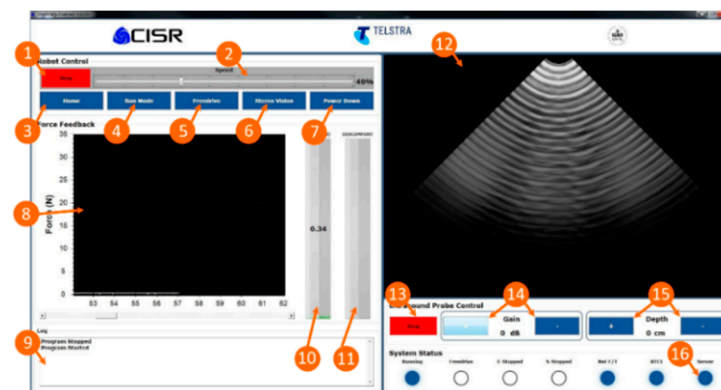 CISR
TELSTRA
12
1
Robot Control
2
Stop
Speed
40%
Home
Run Mode
Freedrive
Stereo Vision
Power Down
3
4
5
6
7
Force Feedback
DISCOMFORT
8
Force (N)
35
30
25
20
15
10
5
0
53
54
55
56
57
58
59
60
61
62
0.34
10
11
Log
Program Stopped
Program Started
9
13
14
15
Ultrasound Probe Control
Stop
+
Gain
0 dB
-
+
Depth
0 cm
-
System Status
16
Running
Freedrive
E Stopped
S Stopped
Server